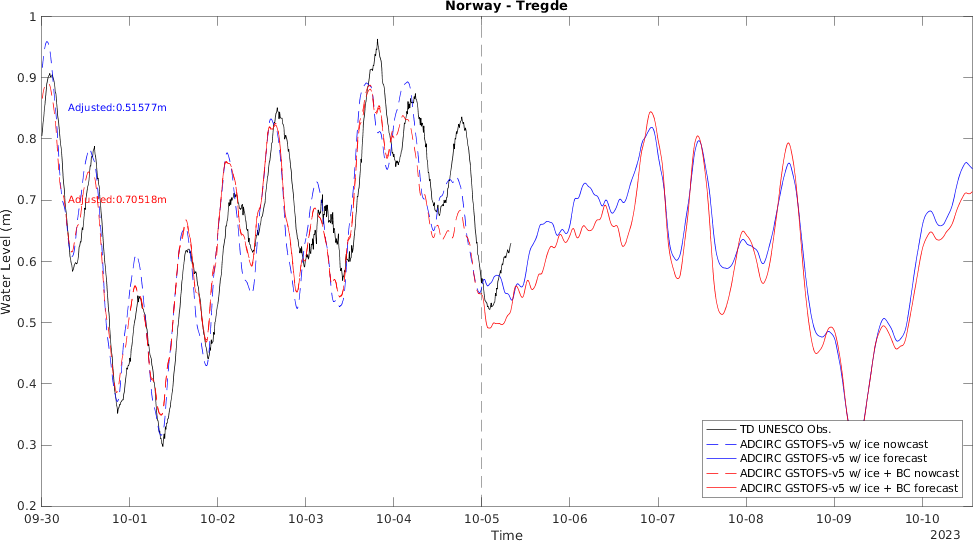 Norway - Tregde
1
0.9
0.8
0.7
0.6
0.5
0.4
0.3
0.2
Water Level (m)
Adjusted:0.51577m
Adjusted:0.70518m
TD UNESCO Obs.
ADCIRC GSTOFS-v5 w/ ice nowcast
ADCIRC GSTOFS-v5 w/ ice forecast
ADCIRC GSTOFS-v5 w/ ice + BC nowcast
ADCIRC GSTOFS-v5 w/ ice + BC forecast
09-30 10-01 10-02 10-03 10-04 10-05 10-06 10-07 10-08 10-09 10-10
Time
2023